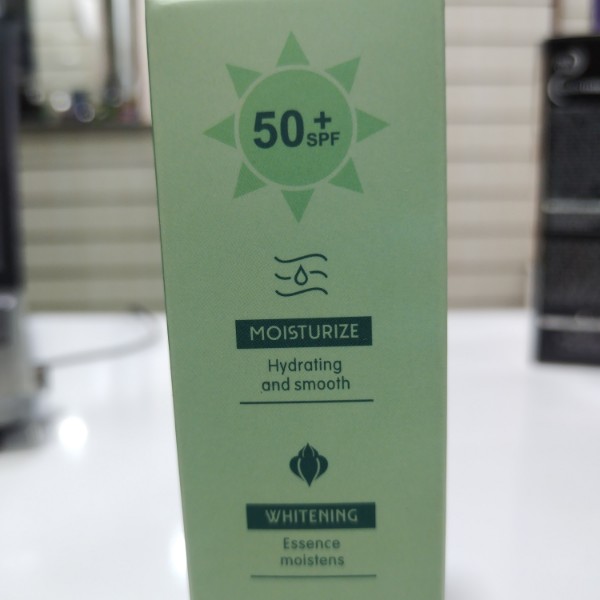 50+ SPF
MOISTURIZE
Hydrating
and smooth
WHITENING
Essence
moistens